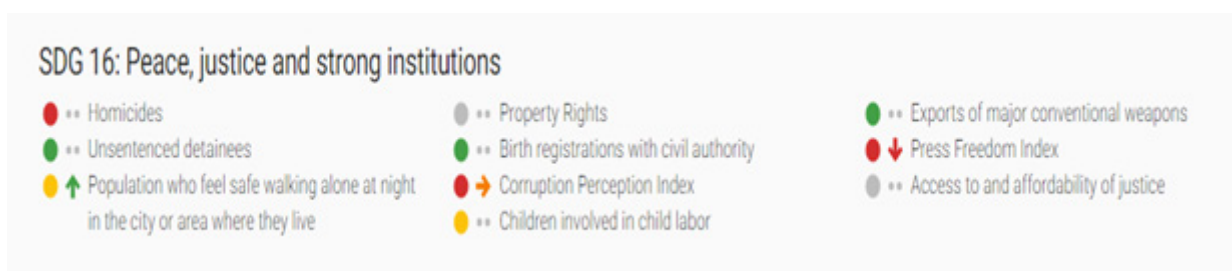 SDG 16: Peace, justice and strong institutions
Homicides
Unsentenced detainees
Population who feel safe walking alone at night
in the city or area where they live
Property Rights
Birth registrations with civil authority
Corruption Perception Index
Children involved in child labor
Exports of major conventional weapons
Press Freedom Index
Access to and affordability of justice